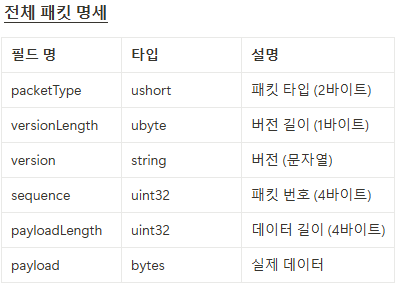 전체 패킷 명세
필드 명 타입 설명
packetType ushort 패킷 타입 (2바이트)
versionLength ubyte 버전 길이 (1바이트)
version string 버전 (문자열)
sequence uint32 패킷 번호 (4바이트)
payloadLength uint32 데이터 길이 (4바이트)
payload bytes 실제 데이터